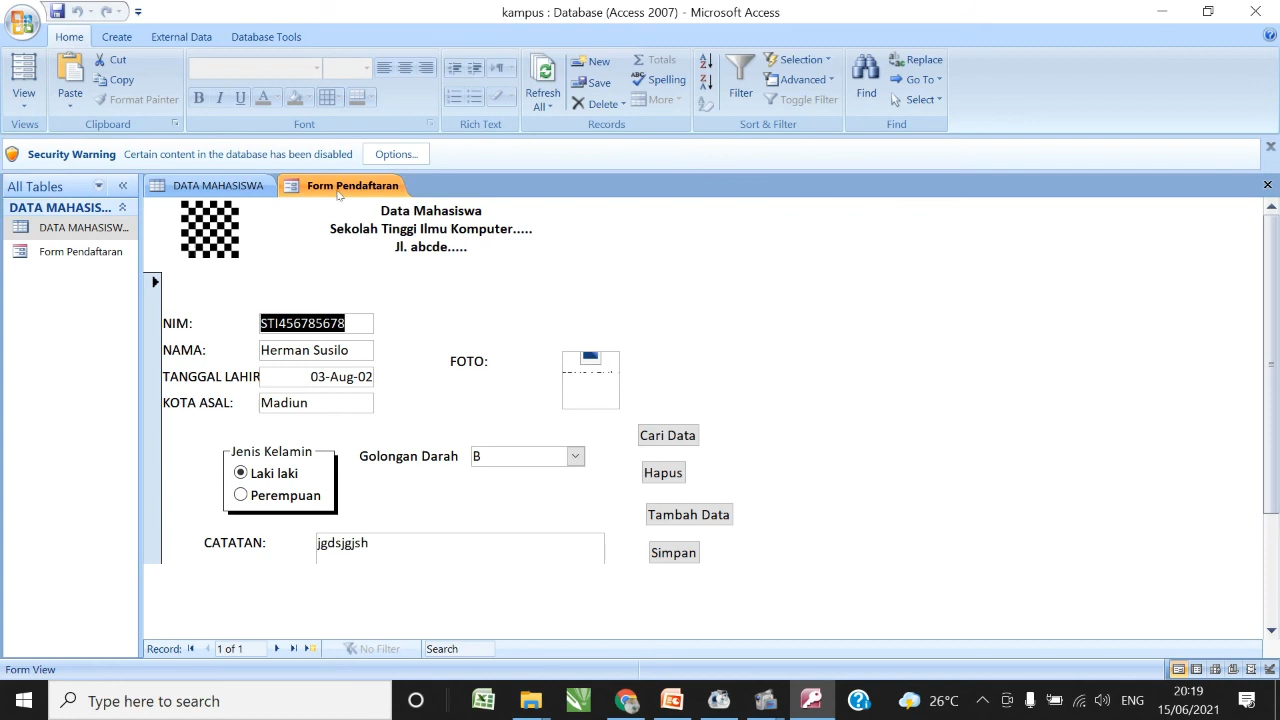 kampus : Database (Access 2007) - Microsoft Access
Home Create External Data Database Tools
View
Views
Paste
Cut
Copy
Format Painter
Clipboard
B I U
Font
Rich Text
Refresh
All
New
Save
Delete
Totals
Spelling
More
Records
Filter
Selection
Advanced
Toggle Filter
Sort & Filter
Find
Replace
Go To
Select
Find
Security Warning Certain content in the database has been disabled Options...
All Tables
DATA MAHASIS...
DATA MAHASISW...
Form Pendaftaran
DATA MAHASISWA Form Pendaftaran
Data Mahasiswa
Sekolah Tinggi Ilmu Komputer.....
Jl. abcde.....
NIM: STI456785678
NAMA: Herman Susilo
TANGGAL LAHIR 03-Aug-02
KOTA ASAL: Madiun
FOTO:
Jenis Kelamin
Laki laki
Perempuan
Golongan Darah B
CATATAN: jgdsjgjsh
Cari Data
Hapus
Tambah Data
Simpan
Record: 1 of 1 No Filter Search
Form View
Type here to search
26°C ENG 20:19
15/06/2021